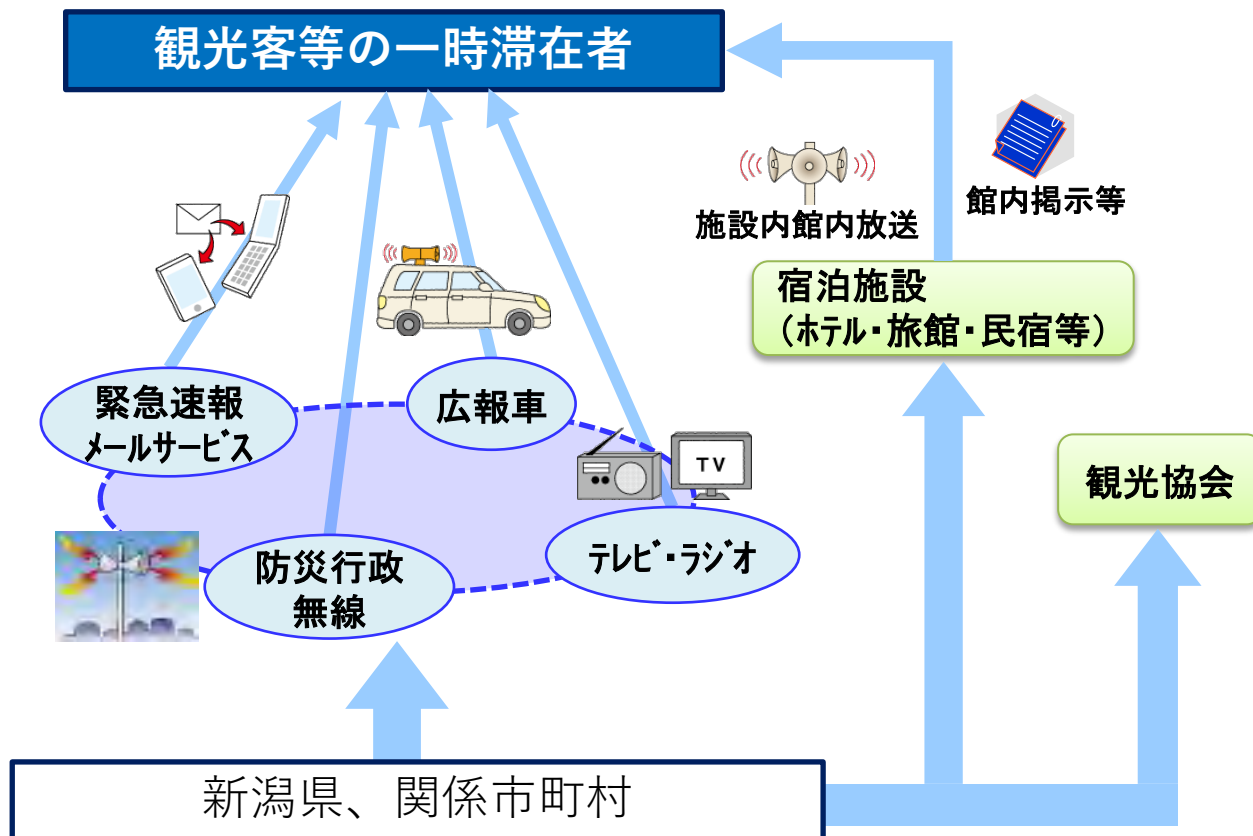 観光客等の一時滞在者
施設内館内放送
館内掲示等
宿泊施設
（ﾎﾃﾙ・旅館・民宿等）
緊急速報
ﾒｰﾙｻｰﾋﾞｽ
広報車
TV
観光協会
防災行政
無線
ﾃﾚﾋﾞ・ﾗｼﾞｵ
新潟県、関係市町村